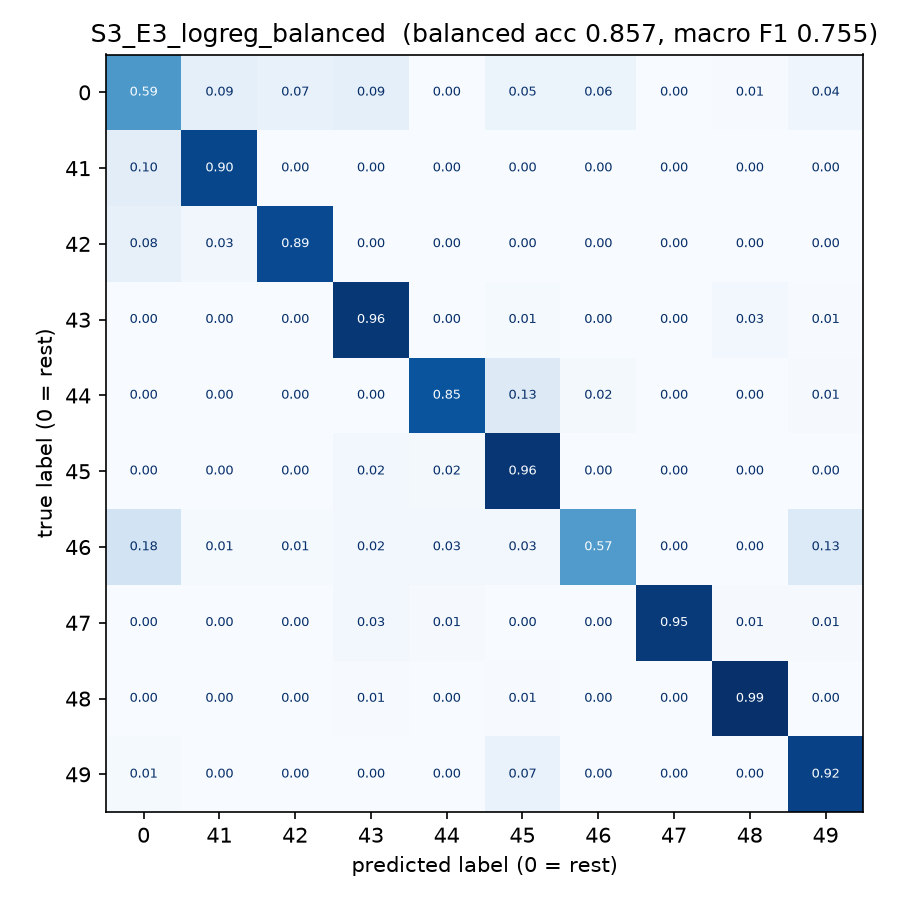 S3_E3_logreg_balanced (balanced acc 0.857, macro F1 0.755)
0 0.59 0.09 0.07 0.09 0.00 0.05 0.06 0.00 0.01 0.04
41 0.10 0.90 0.00 0.00 0.00 0.00 0.00 0.00 0.00 0.00
42 0.08 0.03 0.89 0.00 0.00 0.00 0.00 0.00 0.00 0.00
43 0.00 0.00 0.00 0.96 0.00 0.01 0.00 0.00 0.03 0.01
44 0.00 0.00 0.00 0.00 0.85 0.13 0.02 0.00 0.00 0.01
45 0.00 0.00 0.00 0.02 0.02 0.96 0.00 0.00 0.00 0.00
46 0.18 0.01 0.01 0.02 0.03 0.03 0.57 0.00 0.00 0.13
47 0.00 0.00 0.00 0.03 0.01 0.00 0.00 0.95 0.01 0.01
48 0.00 0.00 0.00 0.01 0.00 0.01 0.00 0.00 0.99 0.00
49 0.01 0.00 0.00 0.00 0.00 0.07 0.00 0.00 0.00 0.92
0 41 42 43 44 45 46 47 48 49
predicted label (0 = rest)
true label (0 = rest)